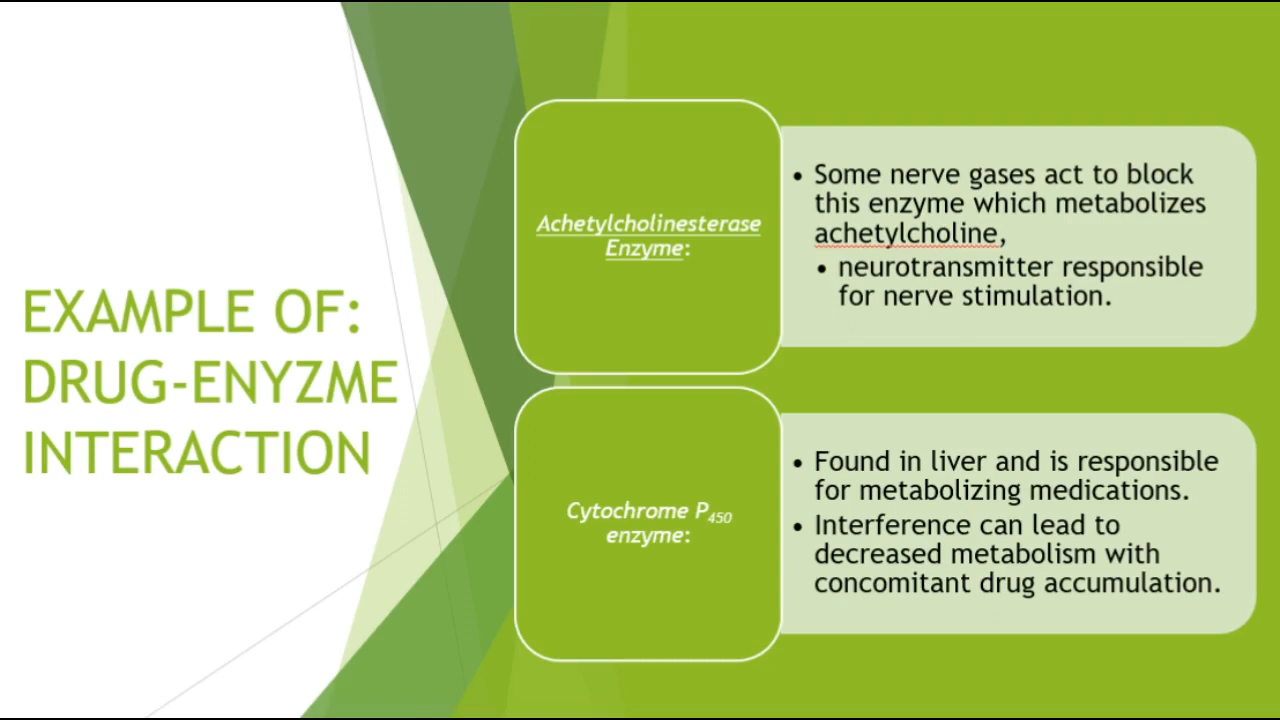 EXAMPLE OF:
DRUG-ENYZME
INTERACTION
Achetylcholinesterase
Enzyme:
• Some nerve gases act to block
this enzyme which metabolizes
achetylcholine,
• neurotransmitter responsible
for nerve stimulation.
Cytochrome P450
enzyme:
• Found in liver and is responsible
for metabolizing medications.
• Interference can lead to
decreased metabolism with
concomitant drug accumulation.